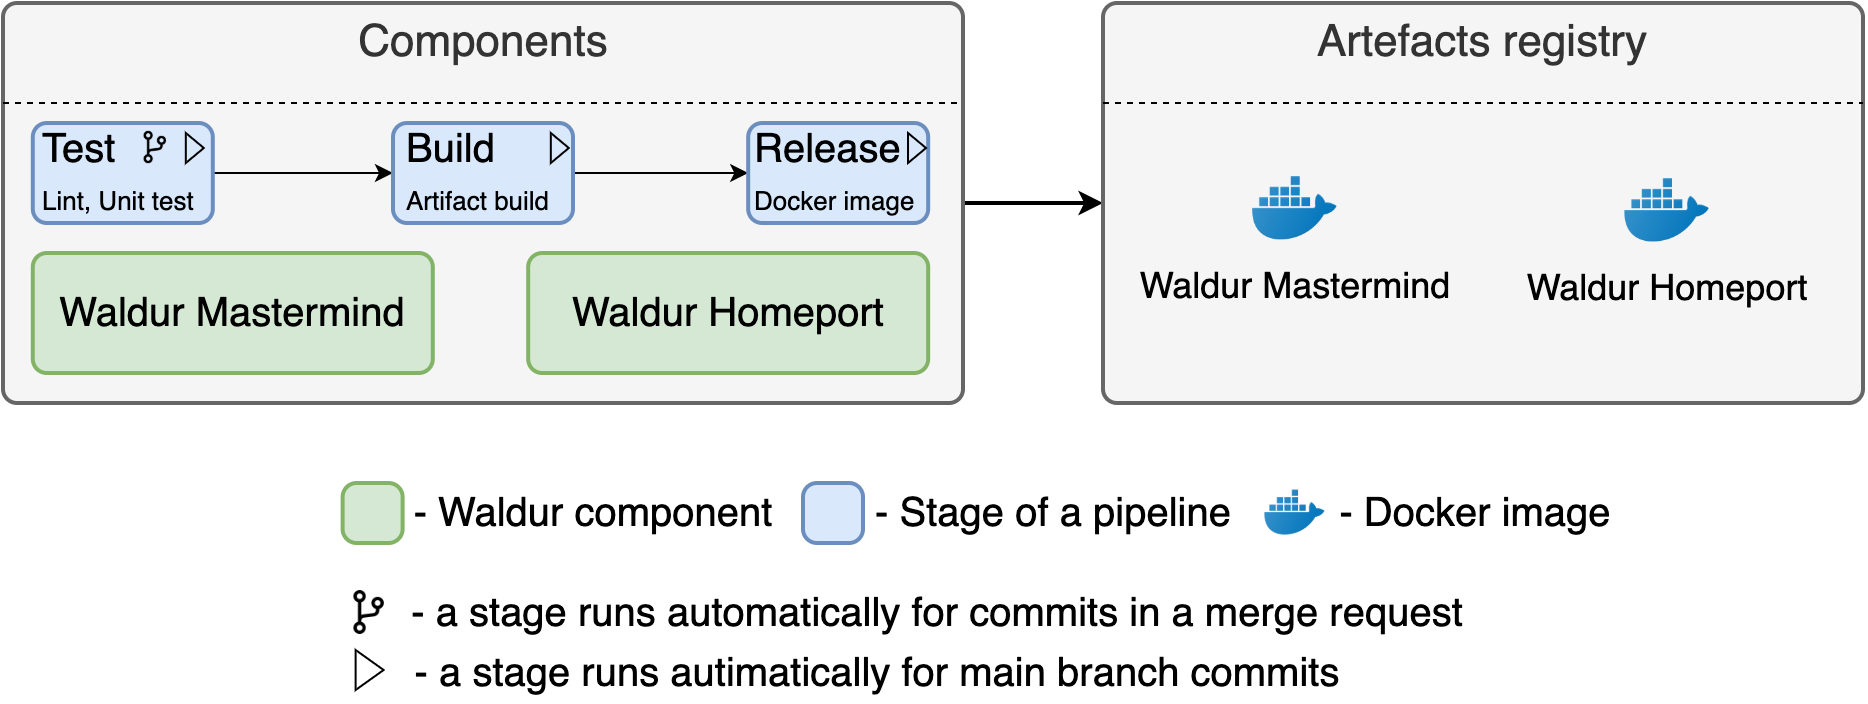 Components
Artefacts registry
Test
Build
Release
Lint, Unit test
Artifact build
Docker image
Waldur Mastermind
Waldur Homeport
Waldur Mastermind
Waldur Homeport
- Waldur component
- Stage of a pipeline
- Docker image
- a stage runs automatically for commits in a merge request
- a stage runs autimatically for main branch commits